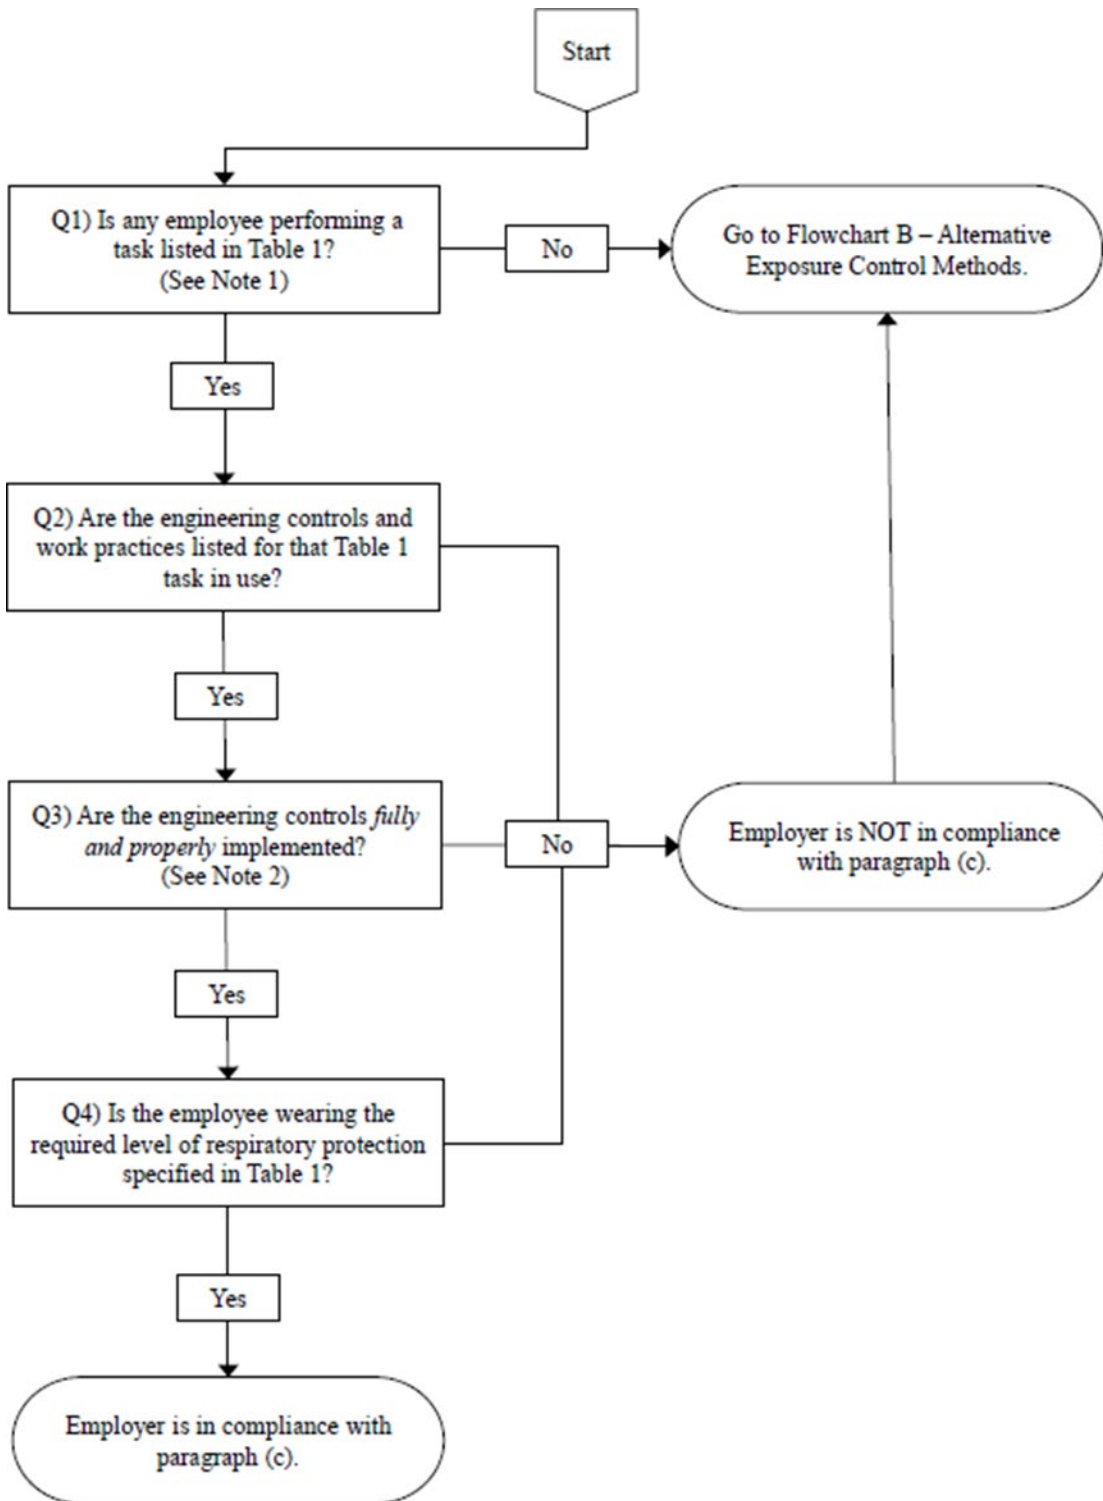 Start
Q1) Is any employee performing a
task listed in Table 1?
(See Note 1)
No
Go to Flowchart B – Alternative
Exposure Control Methods.
Yes
Q2) Are the engineering controls and
work practices listed for that Table 1
task in use?
Yes
Q3) Are the engineering controls fully
and properly implemented?
(See Note 2)
No
Employer is NOT in compliance
with paragraph (c).
Yes
Q4) Is the employee wearing the
required level of respiratory protection
specified in Table 1?
Yes
Employer is in compliance with
paragraph (c).